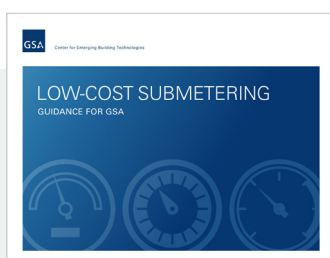 GSA
Center for Emerging Building Technologies
LOW-COST SUBMETERING
GUIDANCE FOR GSA